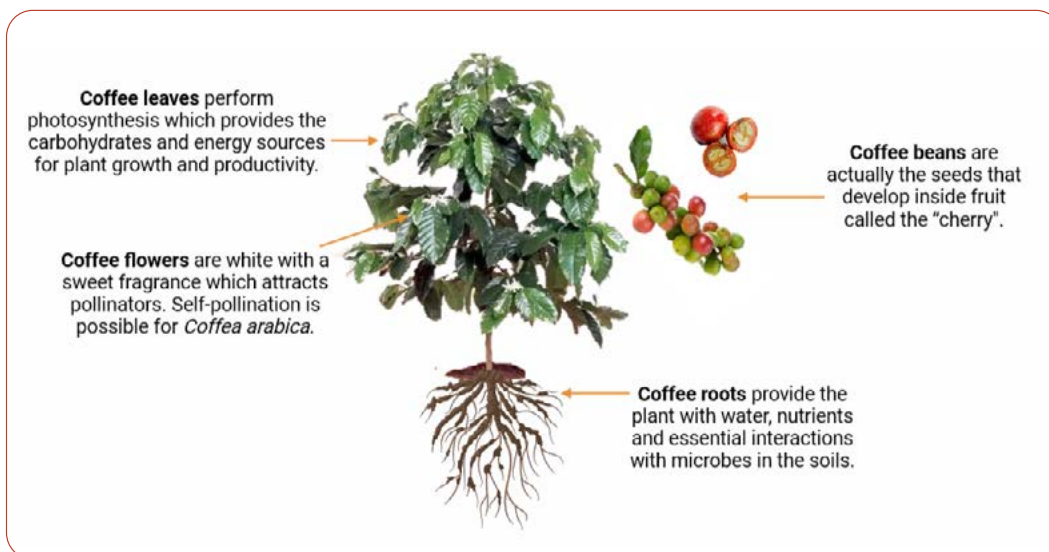 Coffee leaves perform
photosynthesis which provides the
carbohydrates and energy sources
for plant growth and productivity.
Coffee flowers are white with a
sweet fragrance which attracts
pollinators. Self-pollination is
possible for Coffea arabica.
Coffee beans are
actually the seeds that
develop inside fruit
called the “cherry".
Coffee roots provide the
plant with water, nutrients
and essential interactions
with microbes in the soils.